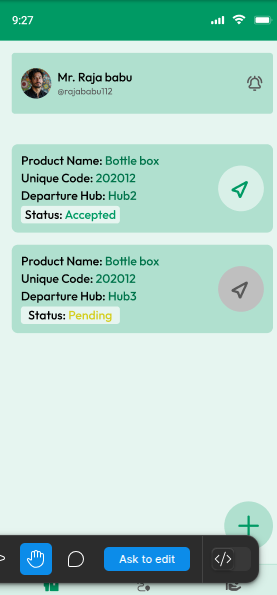 9:27
Mr. Raja babu
@rajababu112
Product Name: Bottle box
Unique Code: 202012
Departure Hub: Hub2
Status: Accepted
Product Name: Bottle box
Unique Code: 202012
Departure Hub: Hub3
Status: Pending
Ask to edit